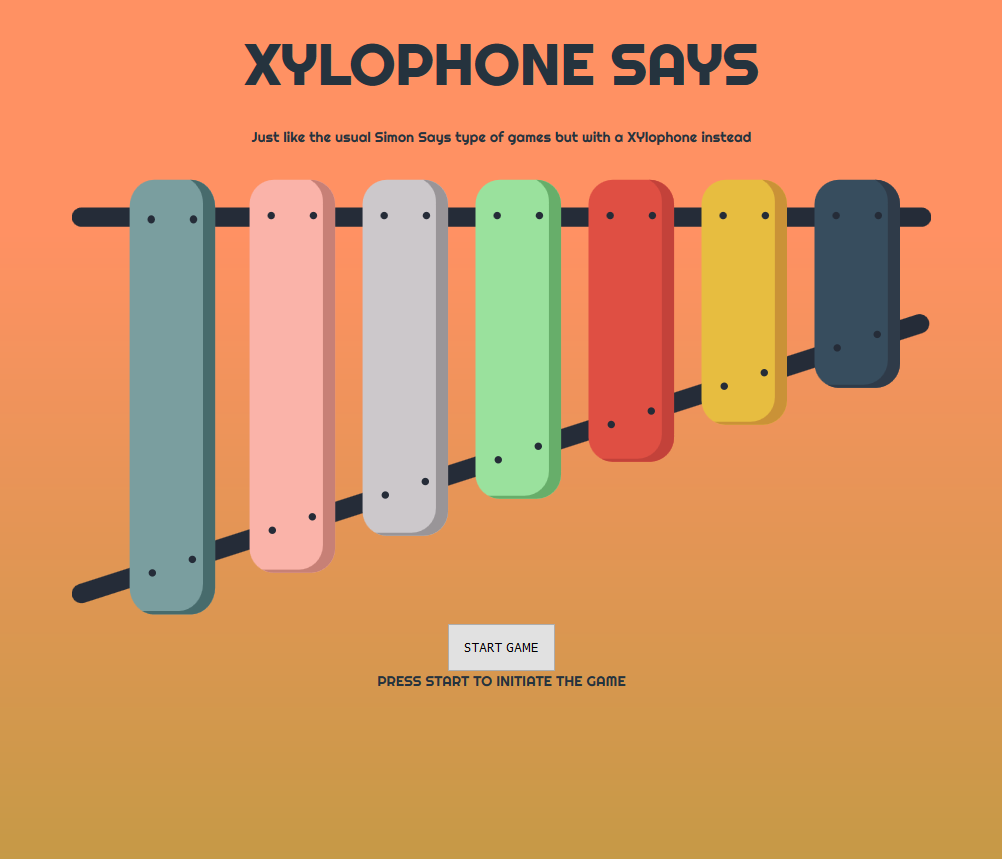 XYLOPHONE SAYS
Just like the usual Simon Says type of games but with a XYlophone instead
START GAME
PRESS START TO INITIATE THE GAME